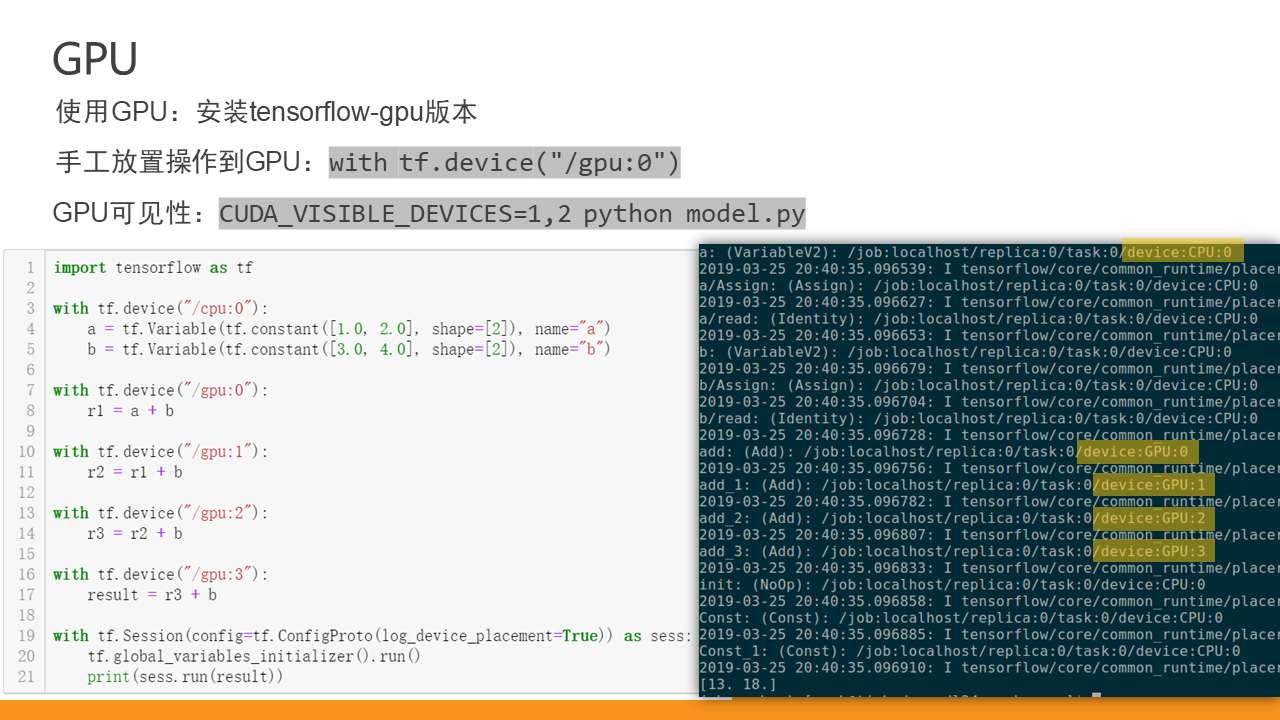 GPU
使用GPU：安装tensorflow-gpu版本
手工放置操作到GPU：with tf.device("/gpu:0")
GPU可见性：CUDA_VISIBLE_DEVICES=1,2 python model.py
1 import tensorflow as tf
2
3 with tf.device("/cpu:0"):
4 a = tf.Variable(tf.constant([1.0, 2.0], shape=[2]), name="a")
5 b = tf.Variable(tf.constant([3.0, 4.0], shape=[2]), name="b")
6
7 with tf.device("/gpu:0"):
8 r1 = a + b
9
10 with tf.device("/gpu:1"):
11 r2 = r1 + b
12
13 with tf.device("/gpu:2"):
14 r3 = r2 + b
15
16 with tf.device("/gpu:3"):
17 result = r3 + b
18
19 with tf.Session(config=tf.ConfigProto(log_device_placement=True)) as sess:
20 tf.global_variables_initializer().run()
21 print(sess.run(result))
a: (VariableV2): /job:localhost/replica:0/task:0/device:CPU:0
2019-03-25 20:40:35.096539: I tensorflow/core/common_runtime/placer
a/Assign: (Assign): /job:localhost/replica:0/task:0/device:CPU:0
2019-03-25 20:40:35.096627: I tensorflow/core/common_runtime/placer
a/read: (Identity): /job:localhost/replica:0/task:0/device:CPU:0
2019-03-25 20:40:35.096653: I tensorflow/core/common_runtime/placer
b: (VariableV2): /job:localhost/replica:0/task:0/device:CPU:0
2019-03-25 20:40:35.096679: I tensorflow/core/common_runtime/placer
b/Assign: (Assign): /job:localhost/replica:0/task:0/device:CPU:0
2019-03-25 20:40:35.096704: I tensorflow/core/common_runtime/placer
b/read: (Identity): /job:localhost/replica:0/task:0/device:CPU:0
2019-03-25 20:40:35.096728: I tensorflow/core/common_runtime/placer
add: (Add): /job:localhost/replica:0/task:0/device:GPU:0
2019-03-25 20:40:35.096756: I tensorflow/core/common_runtime/placer
add_1: (Add): /job:localhost/replica:0/task:0/device:GPU:1
2019-03-25 20:40:35.096782: I tensorflow/core/common_runtime/placer
add_2: (Add): /job:localhost/replica:0/task:0/device:GPU:2
2019-03-25 20:40:35.096807: I tensorflow/core/common_runtime/placer
add_3: (Add): /job:localhost/replica:0/task:0/device:GPU:3
2019-03-25 20:40:35.096833: I tensorflow/core/common_runtime/placer
init: (NoOp): /job:localhost/replica:0/task:0/device:CPU:0
2019-03-25 20:40:35.096858: I tensorflow/core/common_runtime/placer
Const: (Const): /job:localhost/replica:0/task:0/device:CPU:0
2019-03-25 20:40:35.096885: I tensorflow/core/common_runtime/placer
Const_1: (Const): /job:localhost/replica:0/task:0/device:CPU:0
2019-03-25 20:40:35.096910: I tensorflow/core/common_runtime/placer
[13. 18.]